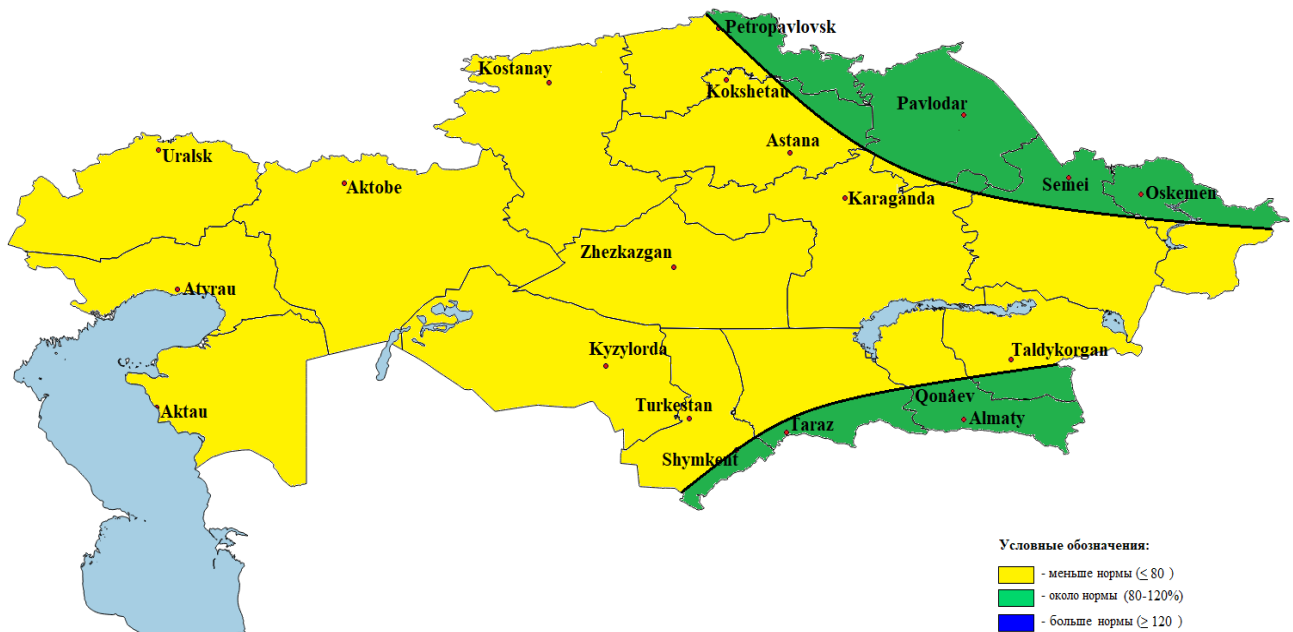 Petropavlovsk
Kostanay
Kokshetau
Pavlodar
Astana
Uralsk
Aktobe
Karaganda
Semei
Oskemen
Zhezkazgan
Atyrau
Kyzylorda
Taldykorgan
Aktau
Turkestan
Qonaev
Almaty
Taraz
Shymkent
Условные обозначения:
- меньше нормы (≤ 80 )
- около нормы (80-120%)
- больше нормы (≥ 120 )